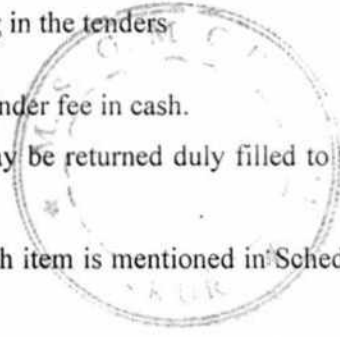 in the tenders
nder fee in cash.
y be returned duly filled to
h item is mentioned in Sched